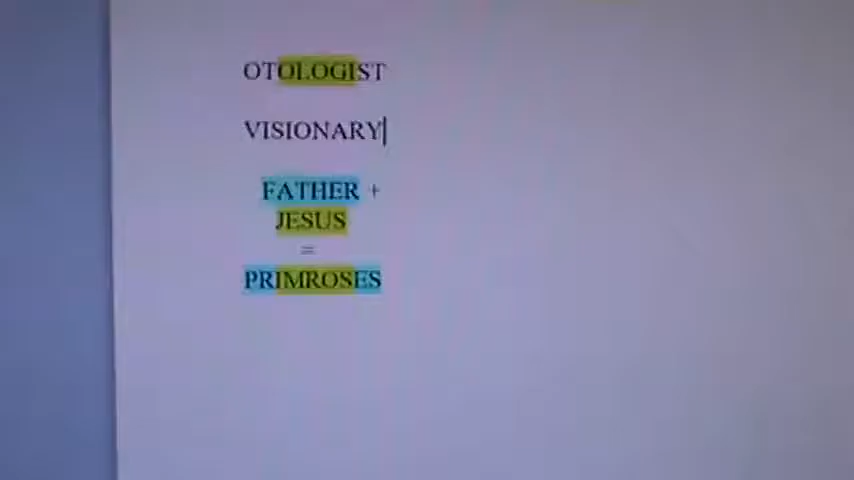 OTOLOGIST
VISIONARY
FATHER +
JESUS
=
PRIMROSES